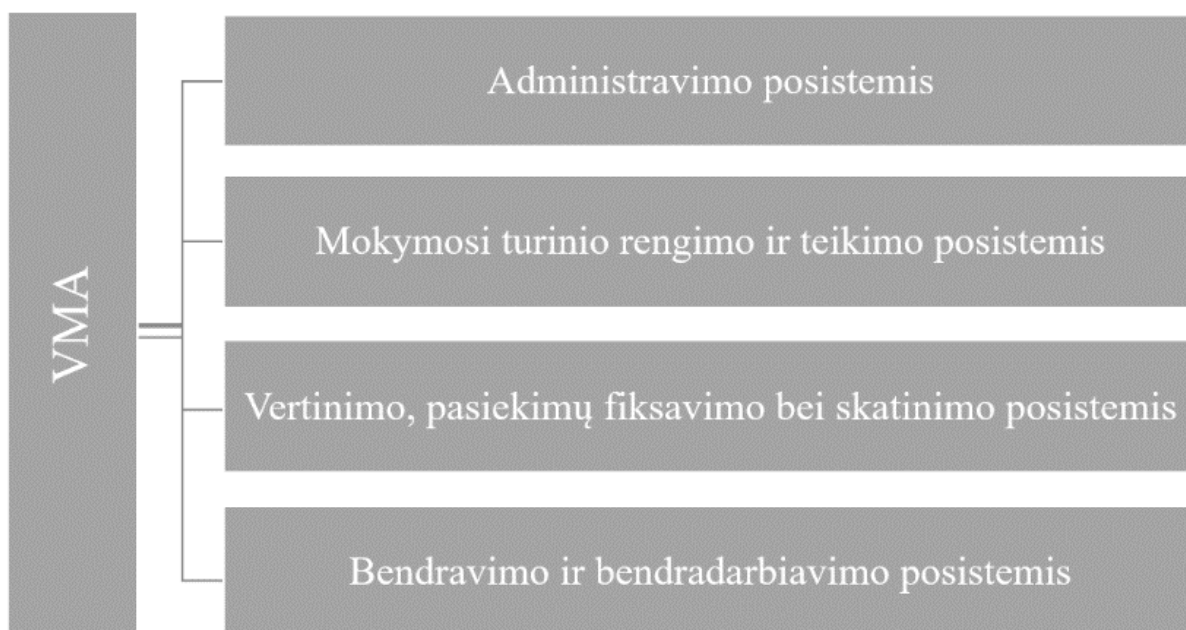 VMA
Administravimo posistemis
Mokymosi turinio rengimo ir teikimo posistemis
Vertinimo, pasiekimų fiksavimo bei skatinimo posistemis
Bendravimo ir bendradarbiavimo posistemis